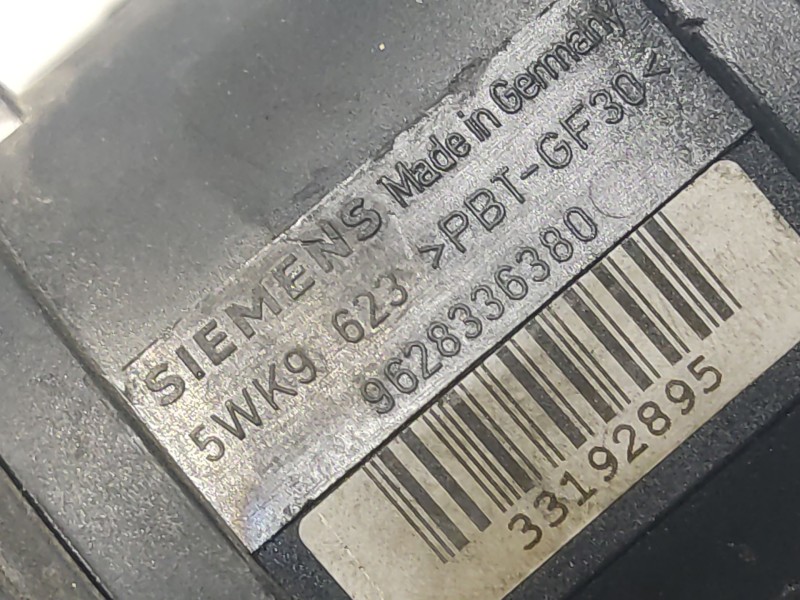 SIEMENS Made in Germany
5WK9 623 >PBT-GF30<
9628336380
33192895